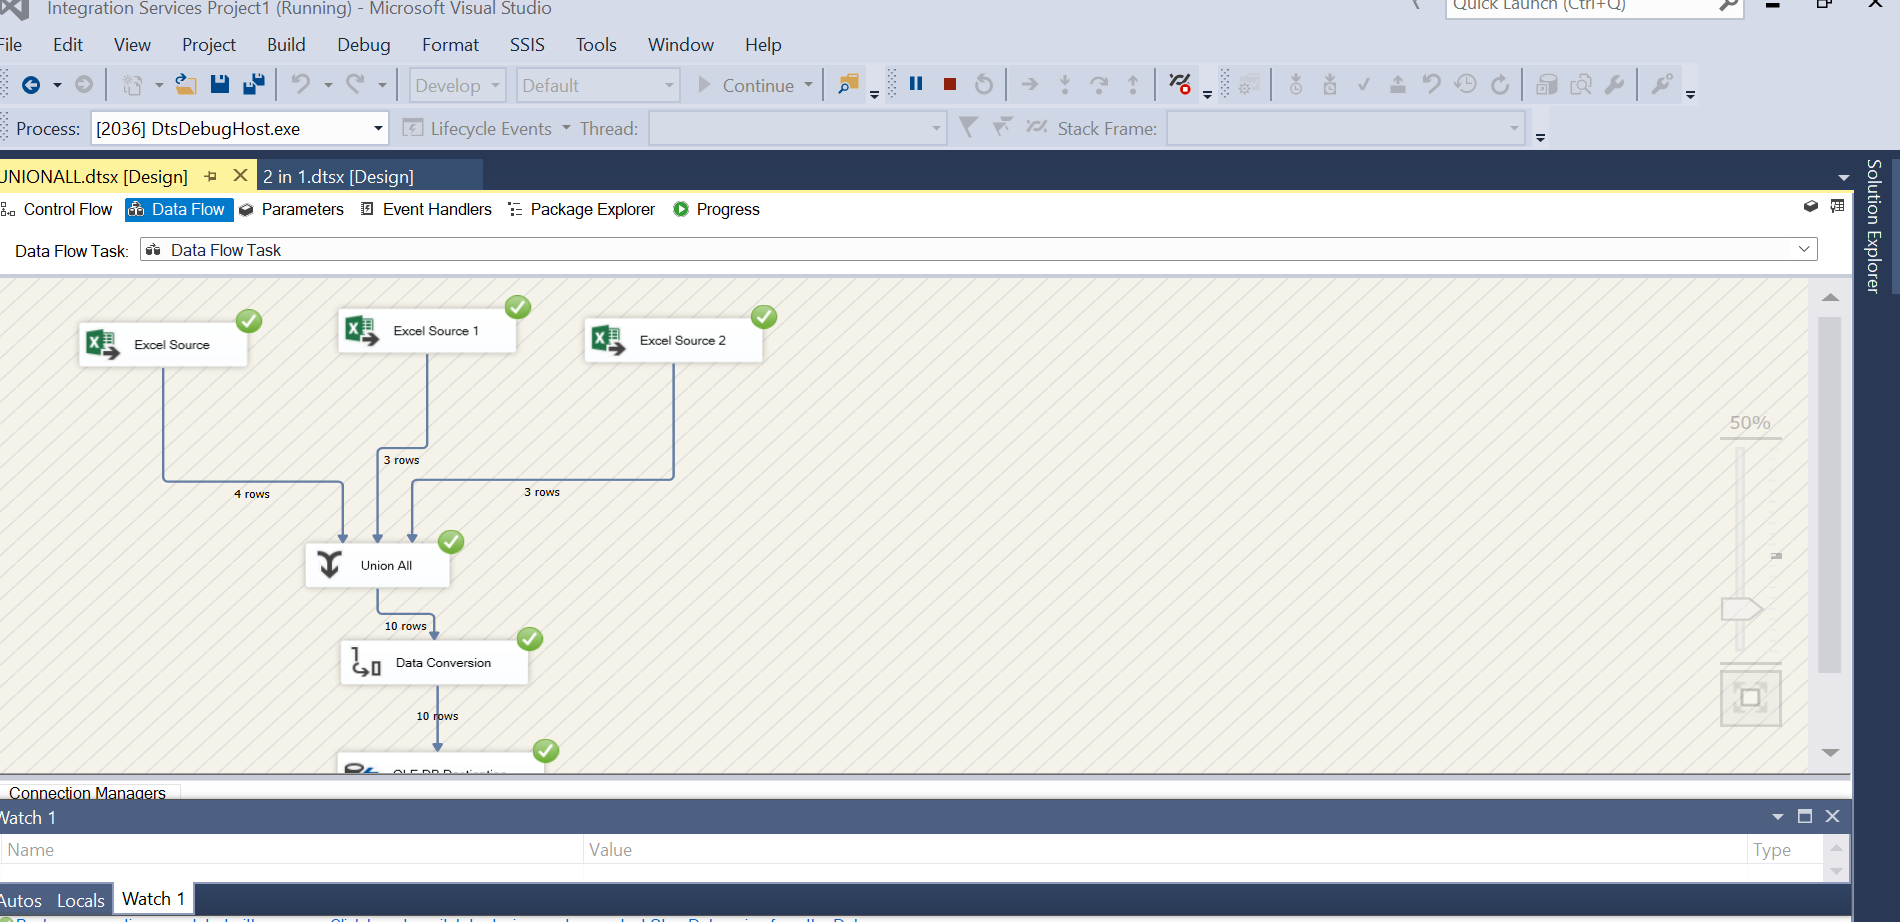 Integration Services Project1 (Running) - Microsoft Visual Studio
Quick Launch (Ctrl+Q)
File Edit View Project Build Debug Format SSIS Tools Window Help
Develop Default Continue
Process: [2036] DtsDebugHost.exe Lifecycle Events Thread: Stack Frame:
UNIONALL.dtsx [Design] 2 in 1.dtsx [Design]
Control Flow Data Flow Parameters Event Handlers Package Explorer Progress
Data Flow Task: Data Flow Task
Solution Explorer
Excel Source
Excel Source 1
Excel Source 2
50%
3 rows
4 rows
3 rows
Union All
10 rows
Data Conversion
10 rows
OLE DB Destination
Connection Managers
Watch 1
Name Value Type
Autos Locals Watch 1